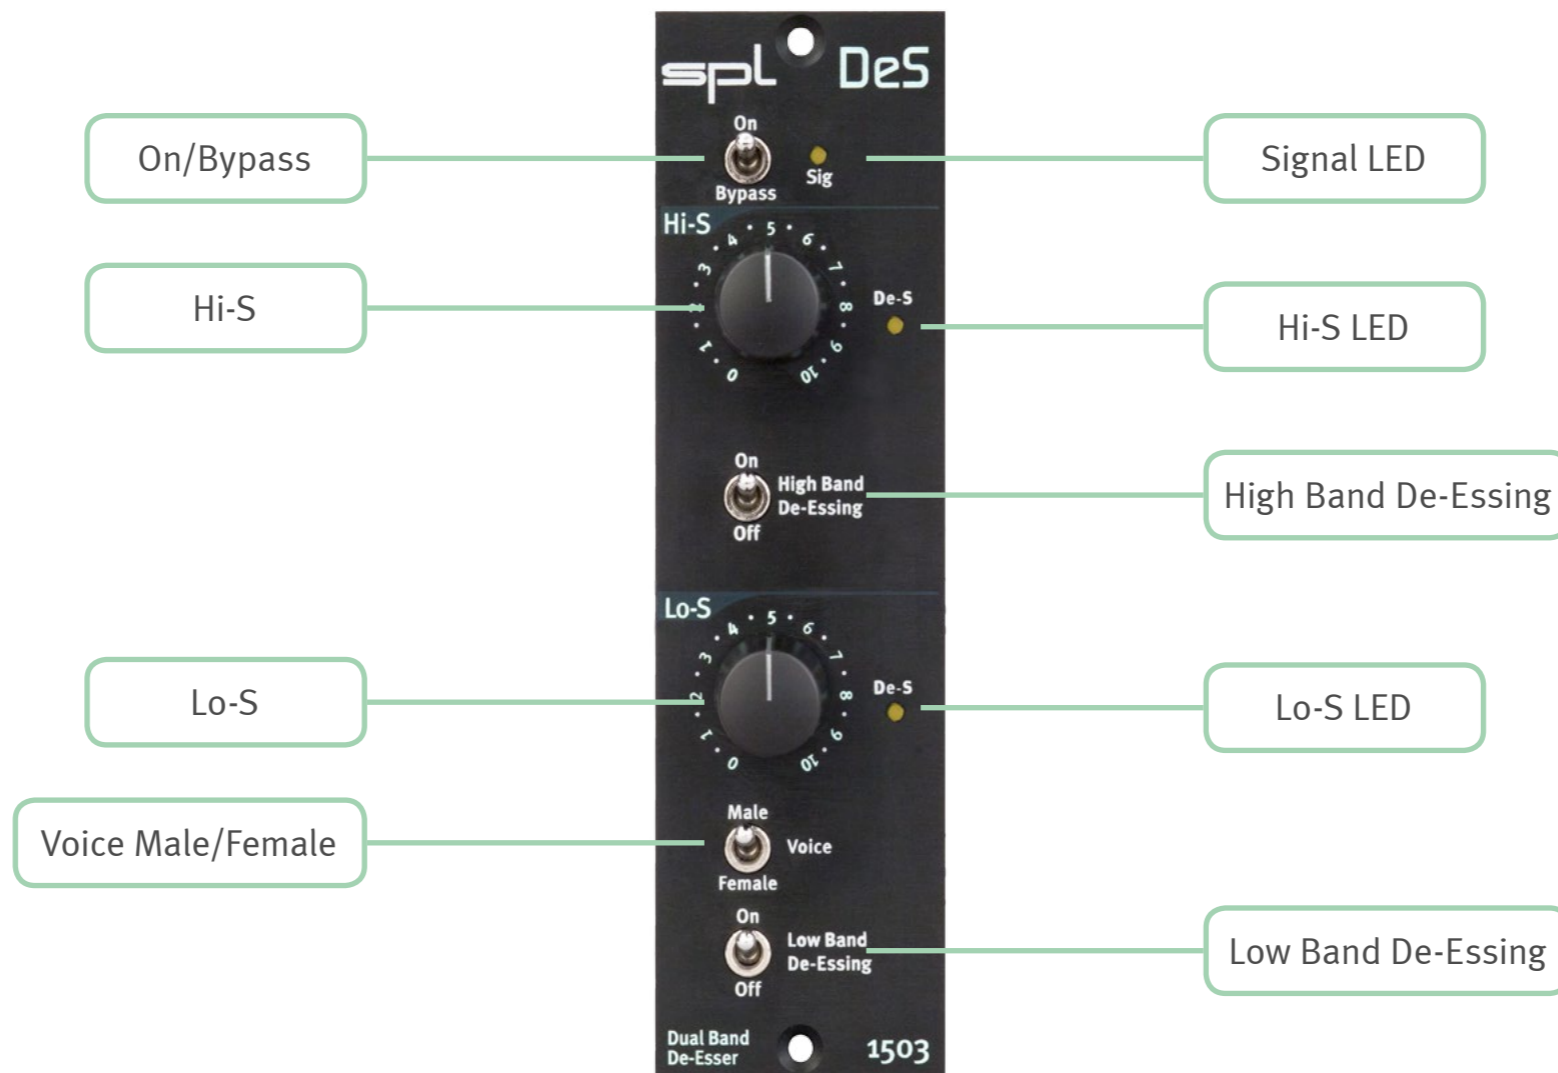 spl DeS
On
Bypass
Sig
On/Bypass
Signal LED
Hi-S
0 1 2 3 4 5 6 7 8 9 10
De-S
Hi-S
Hi-S LED
On
High Band
De-Essing
Off
High Band De-Essing
Lo-S
0 1 2 3 4 5 6 7 8 9 10
De-S
Lo-S
Lo-S LED
Male
Voice
Female
Voice Male/Female
On
Low Band
De-Essing
Off
Low Band De-Essing
Dual Band
De-Esser
1503